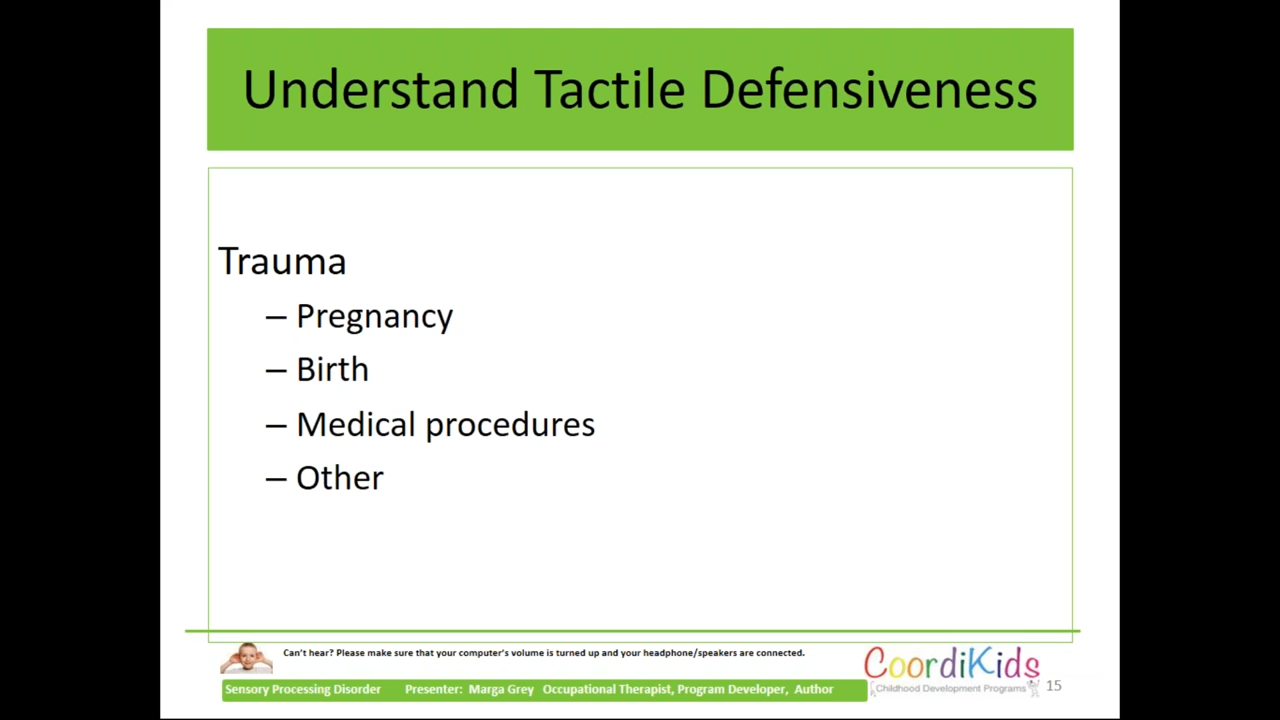 Understand Tactile Defensiveness
Trauma
– Pregnancy
– Birth
– Medical procedures
– Other
Can't hear? Please make sure that your computer's volume is turned up and your headphone/speakers are connected.
Sensory Processing Disorder Presenter: Marga Grey Occupational Therapist, Program Developer, Author
CoordiKids
Childhood Development Programs
15